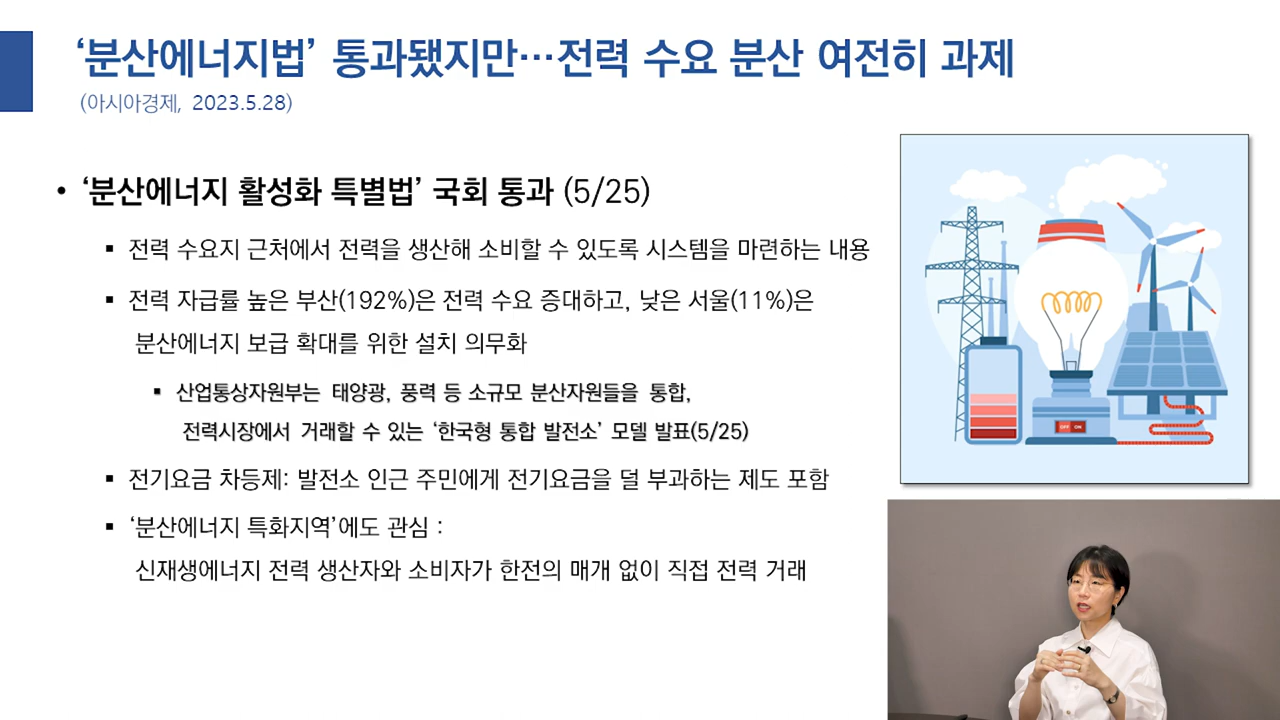 ‘분산에너지법’ 통과됐지만…전력 수요 분산 여전히 과제
(아시아경제, 2023.5.28)
• ‘분산에너지 활성화 특별법’ 국회 통과 (5/25)
▪ 전력 수요지 근처에서 전력을 생산해 소비할 수 있도록 시스템을 마련하는 내용
▪ 전력 자급률 높은 부산(192%)은 전력 수요 증대하고, 낮은 서울(11%)은
분산에너지 보급 확대를 위한 설치 의무화
▪ 산업통상자원부는 태양광, 풍력 등 소규모 분산자원들을 통합,
전력시장에서 거래할 수 있는 ‘한국형 통합 발전소’ 모델 발표(5/25)
▪ 전기요금 차등제: 발전소 인근 주민에게 전기요금을 덜 부과하는 제도 포함
▪ ‘분산에너지 특화지역’에도 관심 :
신재생에너지 전력 생산자와 소비자가 한전의 매개 없이 직접 전력 거래
OFF ON